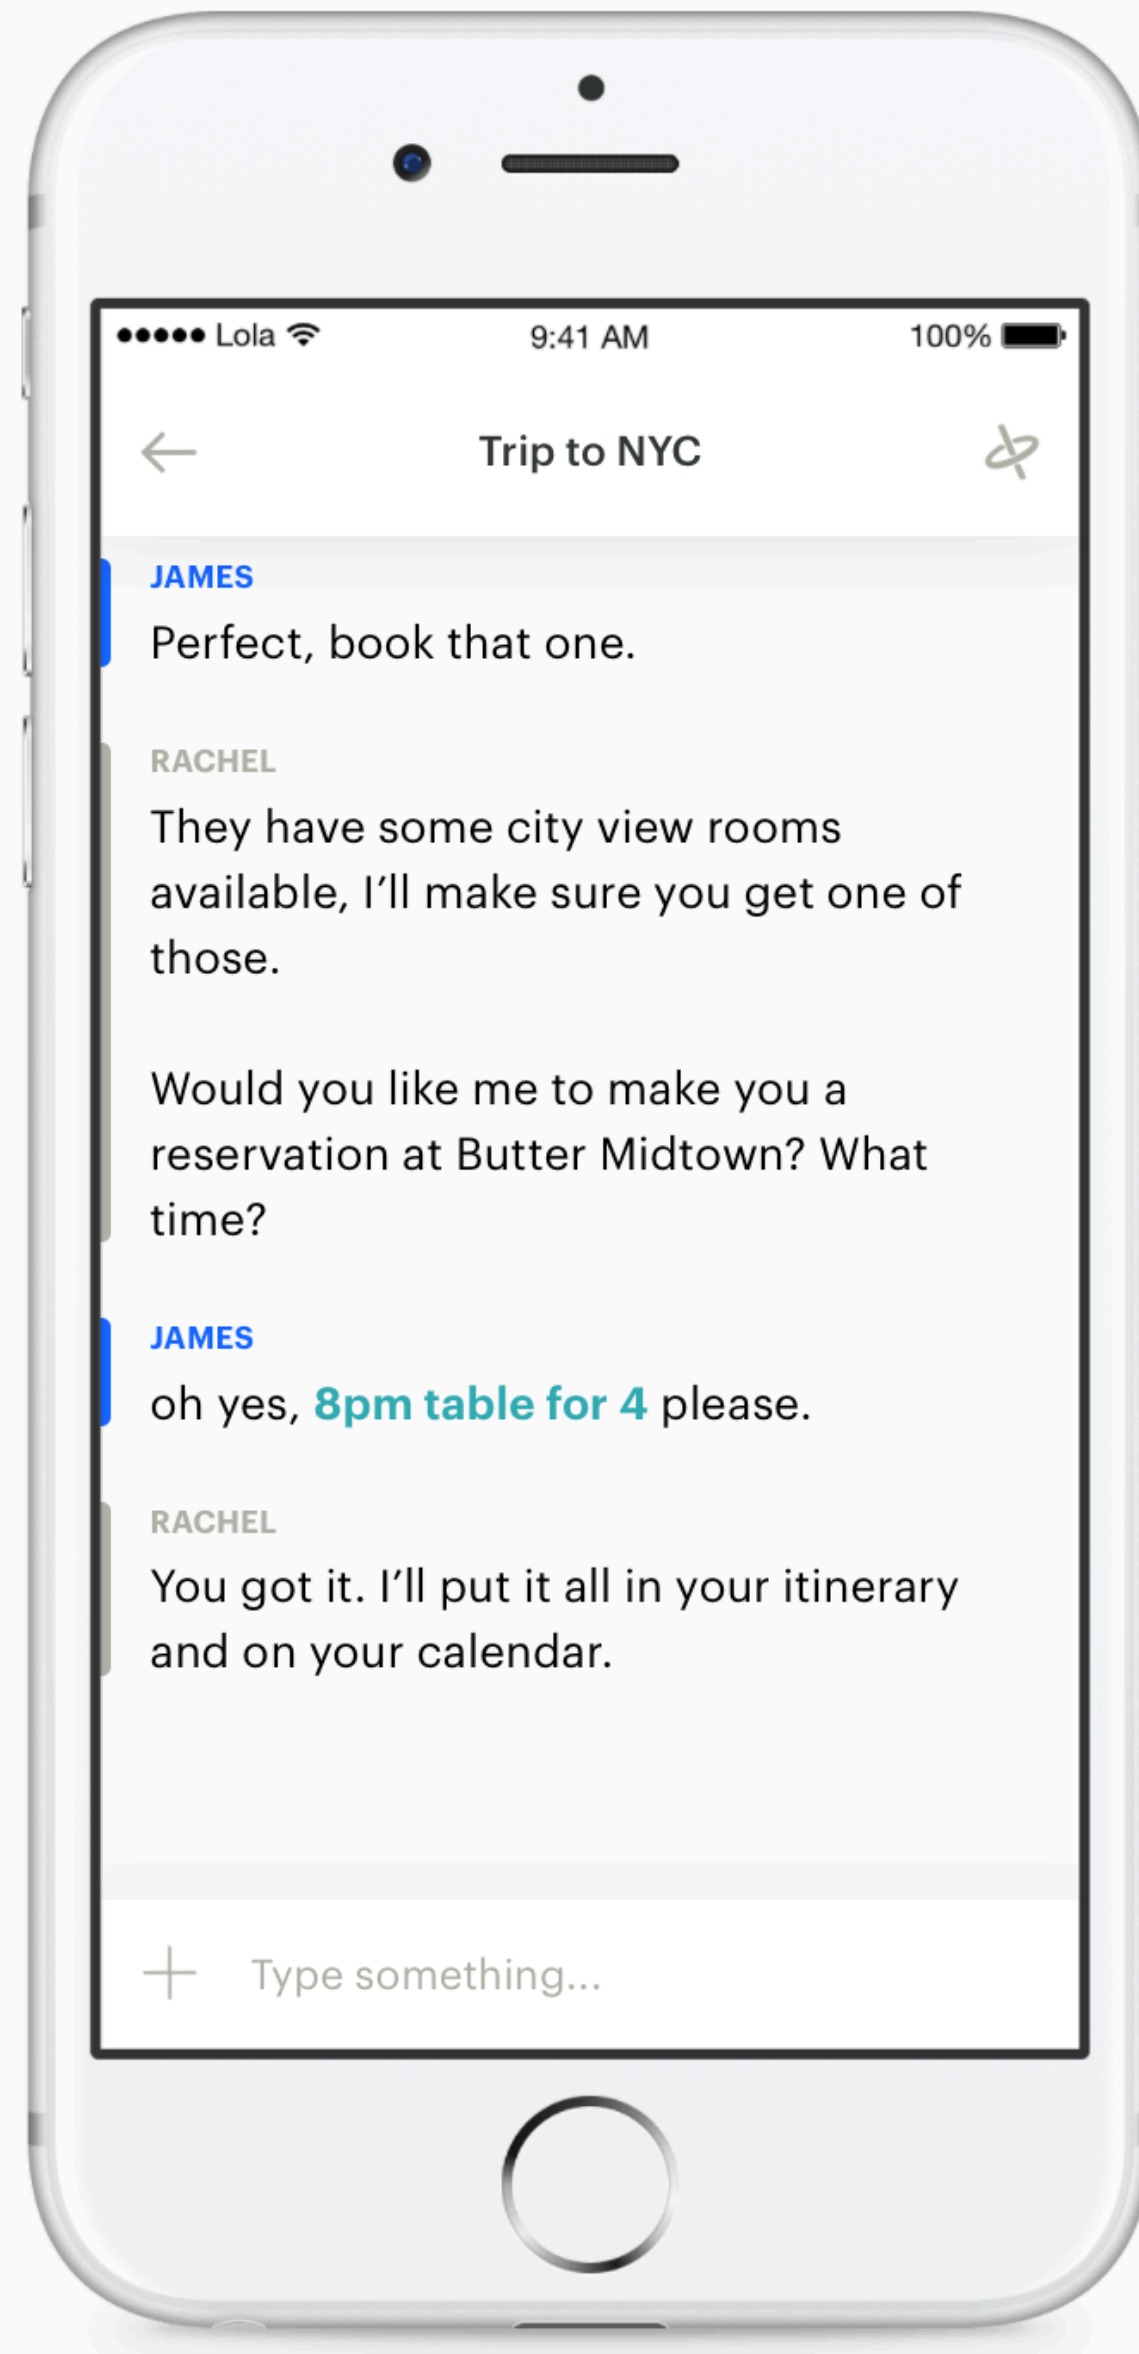 Lola 9:41 AM 100%
Trip to NYC
JAMES
Perfect, book that one.
RACHEL
They have some city view rooms
available, I’ll make sure you get one of
those.
Would you like me to make you a
reservation at Butter Midtown? What
time?
JAMES
oh yes, 8pm table for 4 please.
RACHEL
You got it. I’ll put it all in your itinerary
and on your calendar.
Type something...